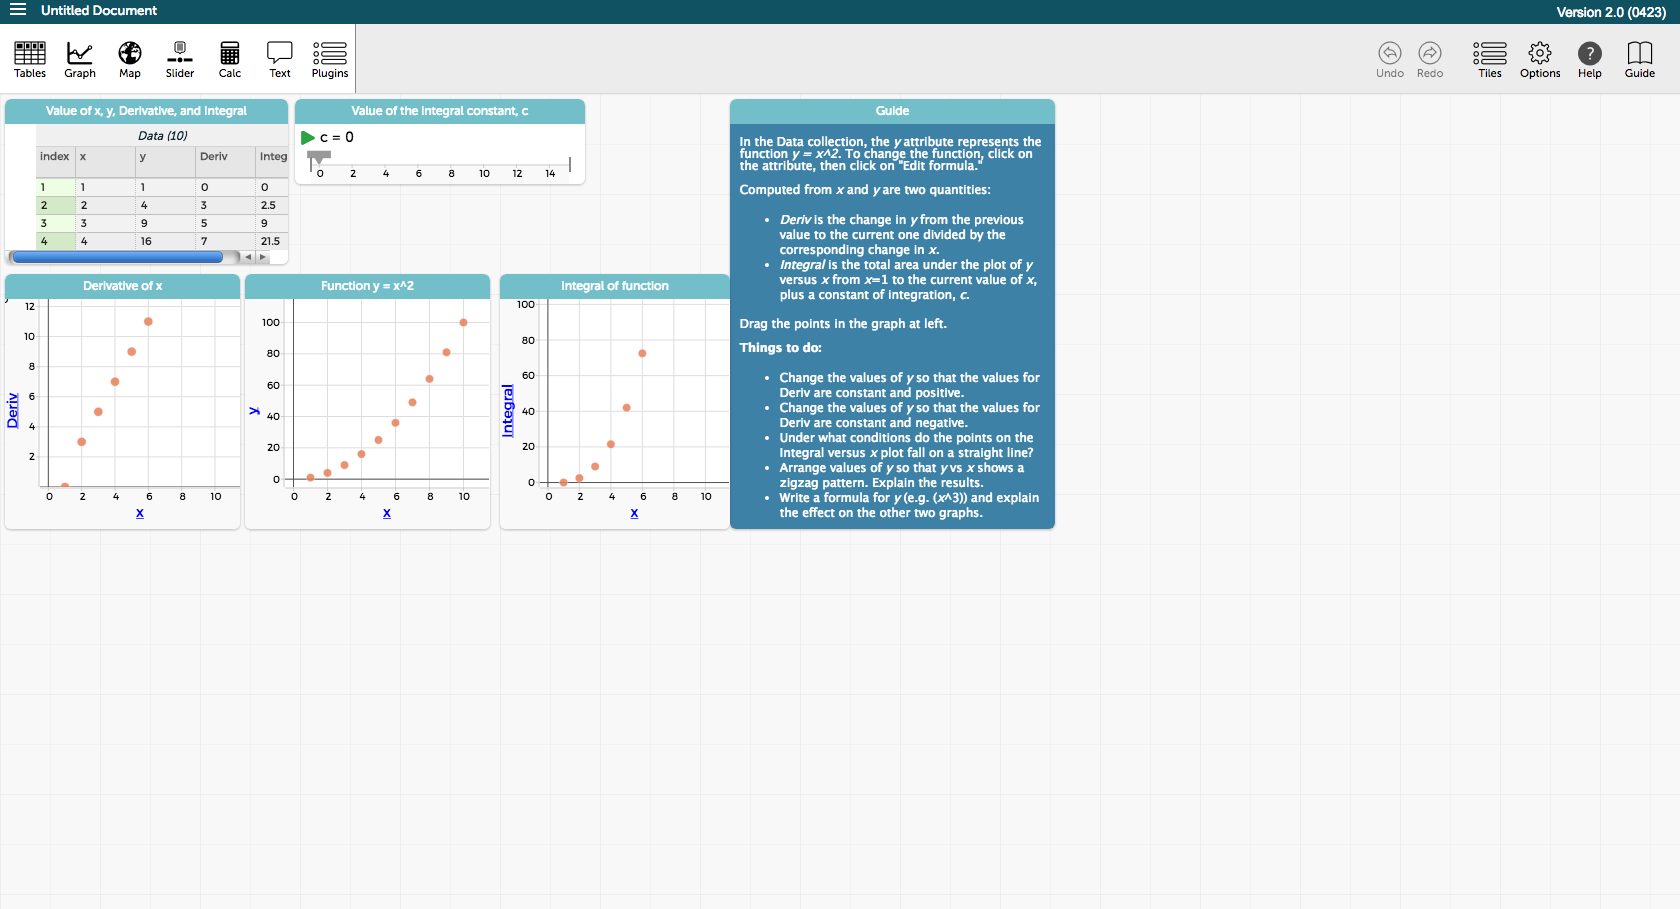 Untitled Document
Version 2.0 (0423)
Tables
Graph
Map
Slider
Calc
Text
Plugins
Undo
Redo
Tiles
Options
Help
Guide
Value of x, y, Derivative, and Integral
Data (10)
index x y Deriv Integ
1 1 1 0 0
2 2 4 3 2.5
3 3 9 5 9
4 4 16 7 21.5
Value of the integral constant, c
c = 0
0 2 4 6 8 10 12 14
Derivative of x
12
10
8
6
4
2
Deriv
0 2 4 6 8 10
x
Function y = x^2
100
80
60
40
20
0
y
0 2 4 6 8 10
x
Integral of function
100
80
60
40
20
0
Integral
0 2 4 6 8 10
x
Guide
In the Data collection, the y attribute represents the
function y = x^2. To change the function, click on
the attribute, then click on "Edit formula."
Computed from x and y are two quantities:
• Deriv is the change in y from the previous
value to the current one divided by the
corresponding change in x.
• Integral is the total area under the plot of y
versus x from x=1 to the current value of x,
plus a constant of integration, c.
Drag the points in the graph at left.
Things to do:
• Change the values of y so that the values for
Deriv are constant and positive.
• Change the values of y so that the values for
Deriv are constant and negative.
• Under what conditions do the points on the
Integral versus x plot fall on a straight line?
• Arrange values of y so that y vs x shows a
zigzag pattern. Explain the results.
• Write a formula for y (e.g. (x^3)) and explain
the effect on the other two graphs.